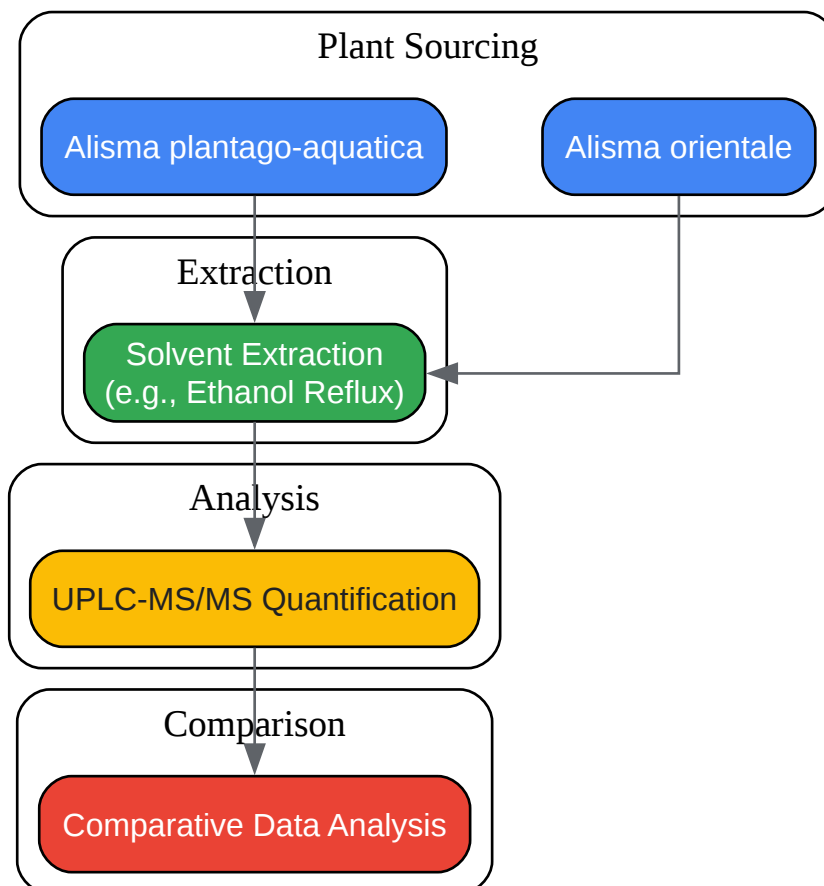 Plant Sourcing
Alisma plantago-aquatica
Alisma orientale
Extraction
Solvent Extraction
(e.g., Ethanol Reflux)
Analysis
UPLC-MS/MS Quantification
Comparison
Comparative Data Analysis